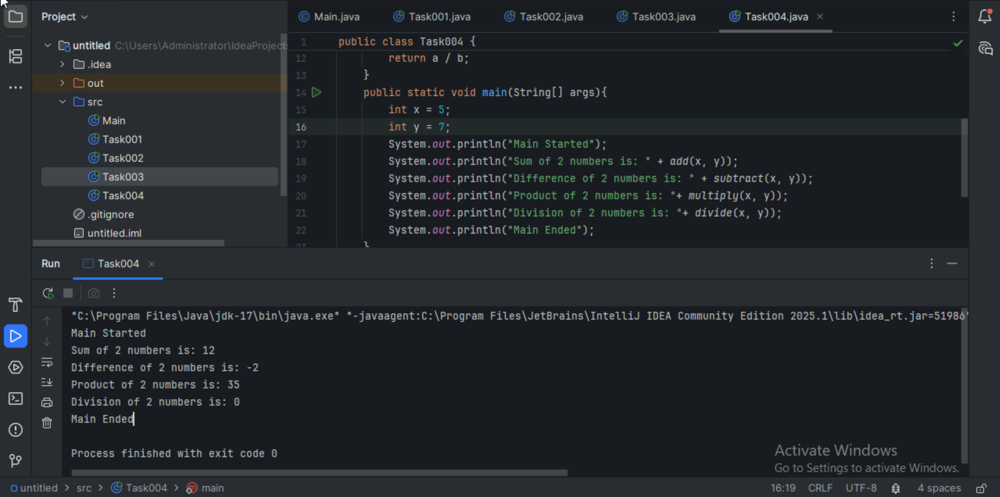 Project
Main.java
Task001.java
Task002.java
Task003.java
Task004.java
untitled C:\Users\Administrator\IdeaProjects
.idea
out
src
Main
Task001
Task002
Task003
Task004
.gitignore
untitled.iml
1 public class Task004 {
12 return a / b;
13 }
14 public static void main(String[] args){
15 int x = 5;
16 int y = 7;
17 System.out.println("Main Started");
18 System.out.println("Sum of 2 numbers is: " + add(x, y));
19 System.out.println("Difference of 2 numbers is: " + subtract(x, y));
20 System.out.println("Product of 2 numbers is: "+ multiply(x, y));
21 System.out.println("Division of 2 numbers is: "+ divide(x, y));
22 System.out.println("Main Ended");
23 }
Run
Task004
"C:\Program Files\Java\jdk-17\bin\java.exe" "-javaagent:C:\Program Files\JetBrains\IntelliJ IDEA Community Edition 2025.1\lib\idea_rt.jar=51986"
Main Started
Sum of 2 numbers is: 12
Difference of 2 numbers is: -2
Product of 2 numbers is: 35
Division of 2 numbers is: 0
Main Ended
Process finished with exit code 0
Activate Windows
Go to Settings to activate Windows.
untitled > src > Task004 > main
16:19 CRLF UTF-8 4 spaces